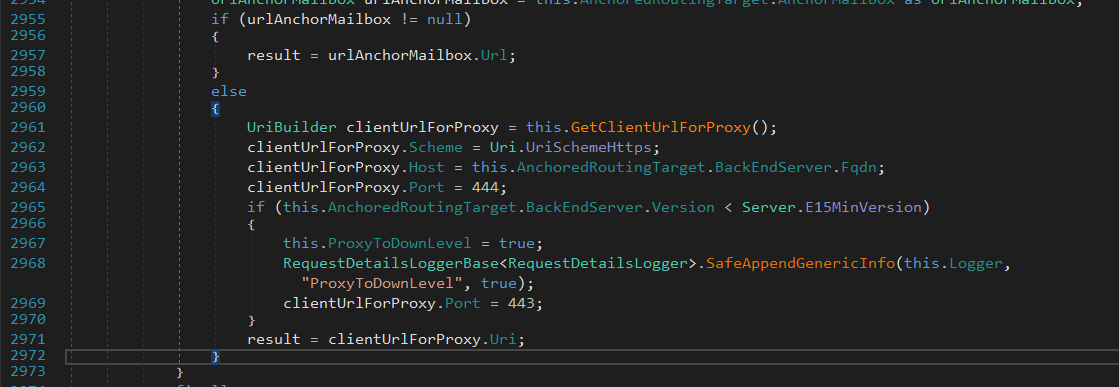 2954 UrlAnchorMailbox urlAnchorMailbox = this.AnchoredRoutingTarget.AnchorMailbox as UrlAnchorMailbox;
2955 if (urlAnchorMailbox != null)
2956 {
2957 result = urlAnchorMailbox.Url;
2958 }
2959 else
2960 {
2961 UriBuilder clientUrlForProxy = this.GetClientUrlForProxy();
2962 clientUrlForProxy.Scheme = Uri.UriSchemeHttps;
2963 clientUrlForProxy.Host = this.AnchoredRoutingTarget.BackEndServer.Fqdn;
2964 clientUrlForProxy.Port = 444;
2965 if (this.AnchoredRoutingTarget.BackEndServer.Version < Server.E15MinVersion)
2966 {
2967 this.ProxyToDownLevel = true;
2968 RequestDetailsLoggerBase<RequestDetailsLogger>.SafeAppendGenericInfo(this.Logger,
"ProxyToDownLevel", true);
2969 clientUrlForProxy.Port = 443;
2970 }
2971 result = clientUrlForProxy.Uri;
2972 }
2973 }